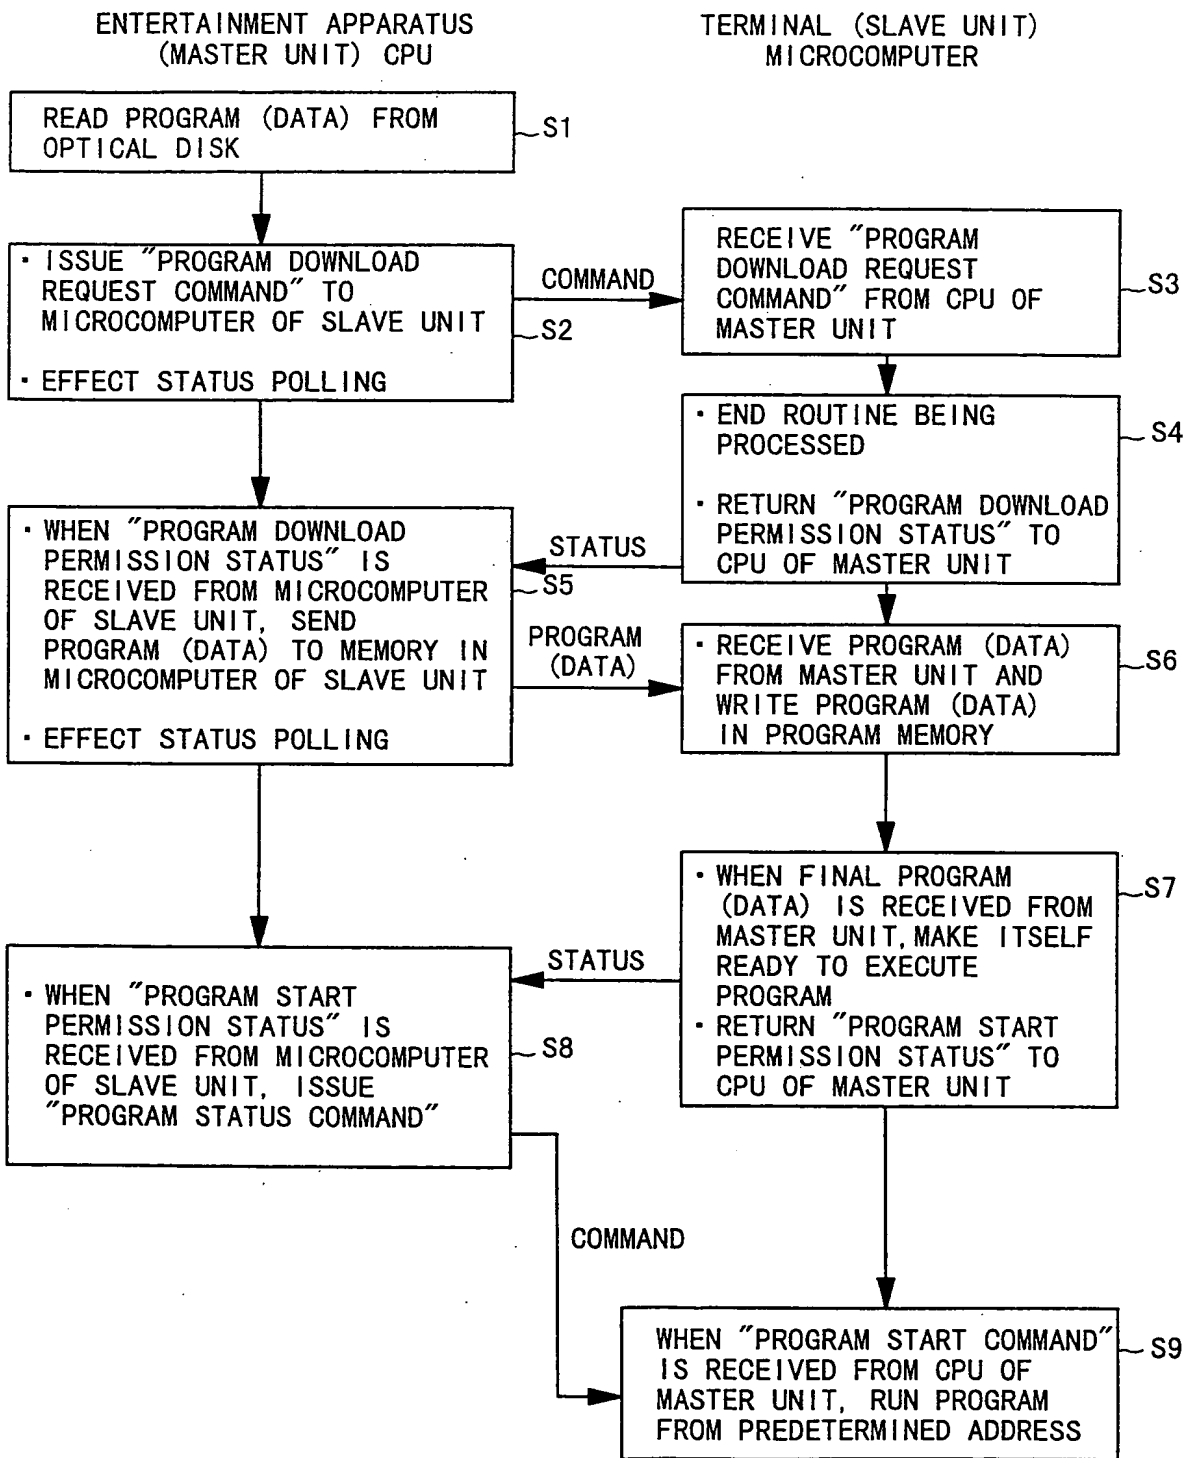 ENTERTAINMENT APPARATUS
(MASTER UNIT) CPU
TERMINAL (SLAVE UNIT)
MICROCOMPUTER
READ PROGRAM (DATA) FROM
OPTICAL DISK
S1
· ISSUE "PROGRAM DOWNLOAD
REQUEST COMMAND" TO
MICROCOMPUTER OF SLAVE UNIT
· EFFECT STATUS POLLING
S2
COMMAND
RECEIVE "PROGRAM
DOWNLOAD REQUEST
COMMAND" FROM CPU OF
MASTER UNIT
S3
· END ROUTINE BEING
PROCESSED
· RETURN "PROGRAM DOWNLOAD
PERMISSION STATUS" TO
CPU OF MASTER UNIT
S4
STATUS
· WHEN "PROGRAM DOWNLOAD
PERMISSION STATUS" IS
RECEIVED FROM MICROCOMPUTER
OF SLAVE UNIT, SEND
PROGRAM (DATA) TO MEMORY IN
MICROCOMPUTER OF SLAVE UNIT
· EFFECT STATUS POLLING
S5
PROGRAM
(DATA)
· RECEIVE PROGRAM (DATA)
FROM MASTER UNIT AND
WRITE PROGRAM (DATA)
IN PROGRAM MEMORY
S6
· WHEN FINAL PROGRAM
(DATA) IS RECEIVED FROM
MASTER UNIT, MAKE ITSELF
READY TO EXECUTE
PROGRAM
· RETURN "PROGRAM START
PERMISSION STATUS" TO
CPU OF MASTER UNIT
S7
STATUS
· WHEN "PROGRAM START
PERMISSION STATUS" IS
RECEIVED FROM MICROCOMPUTER
OF SLAVE UNIT, ISSUE
"PROGRAM STATUS COMMAND"
S8
COMMAND
WHEN "PROGRAM START COMMAND"
IS RECEIVED FROM CPU OF
MASTER UNIT, RUN PROGRAM
FROM PREDETERMINED ADDRESS
S9